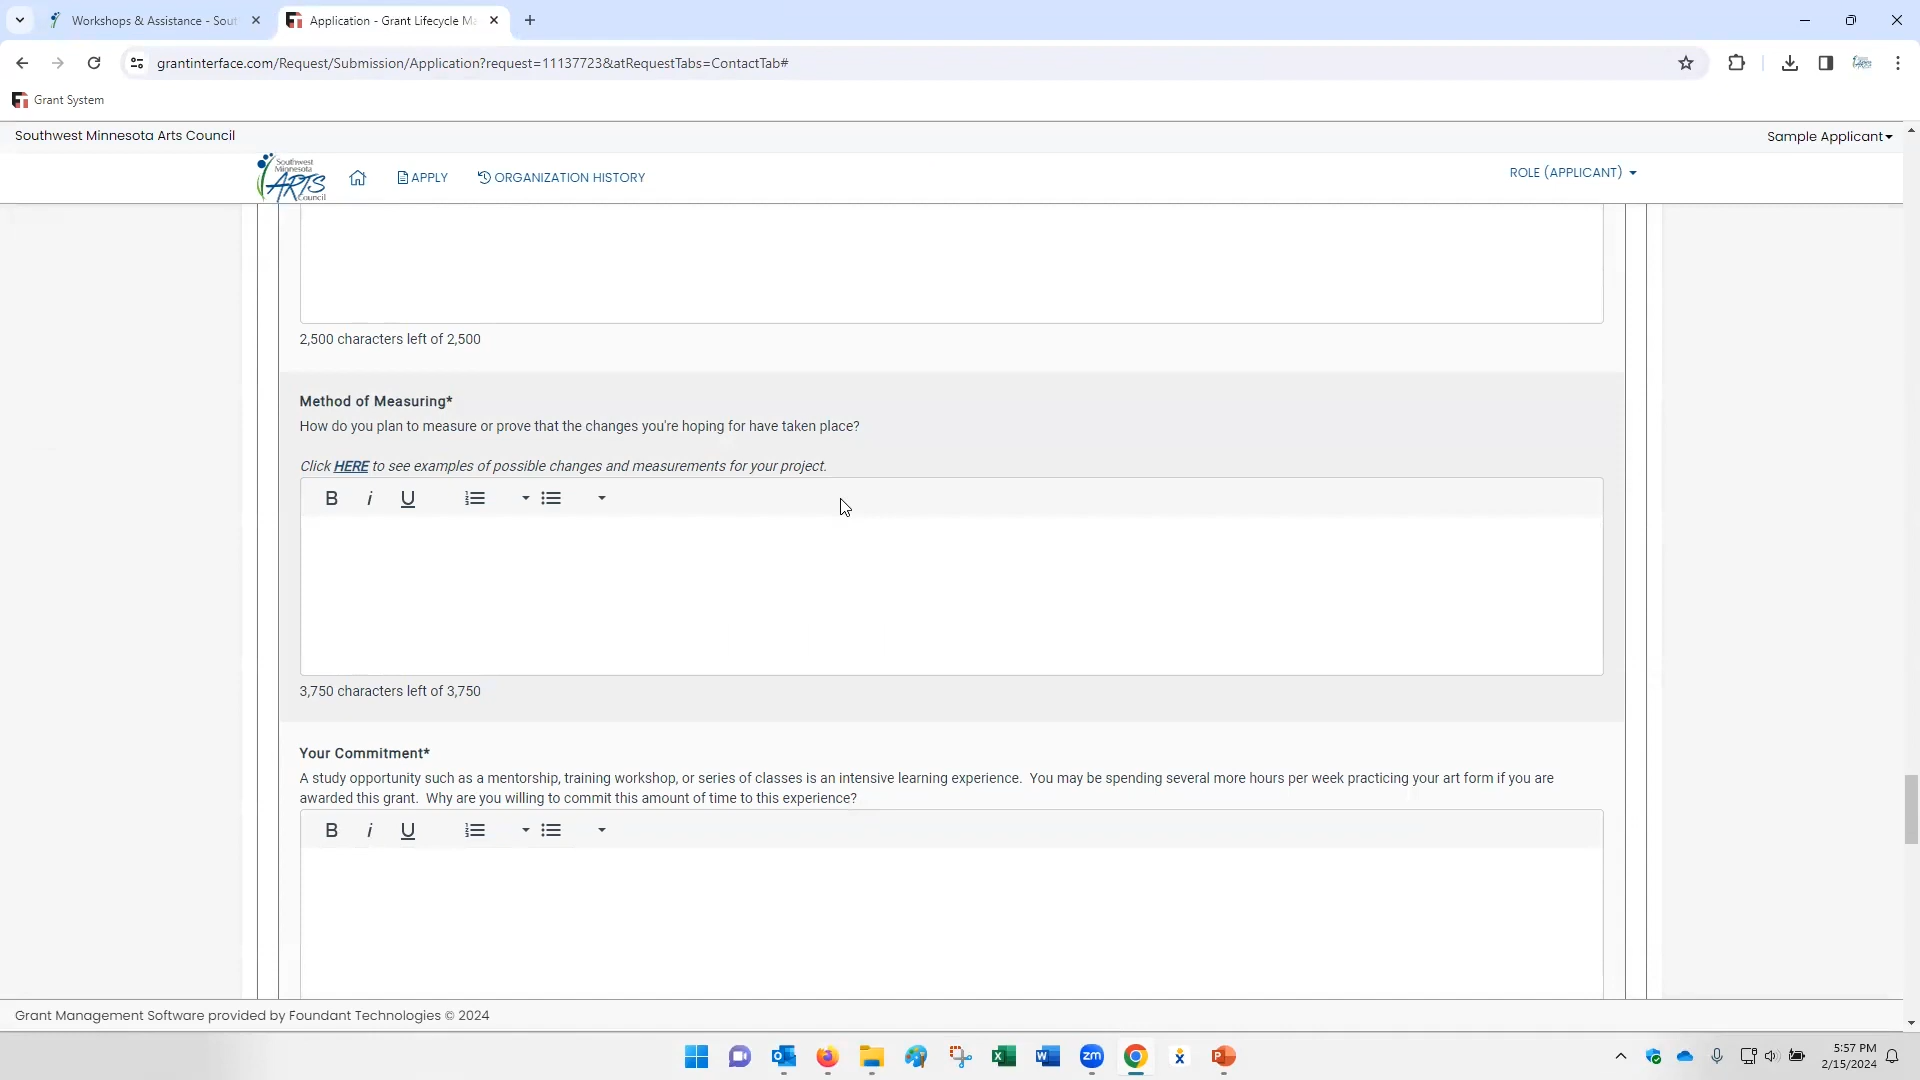 Workshops & Assistance - Sout
Application - Grant Lifecycle Ma
grantinterface.com/Request/Submission/Application?request=11137723&atRequestTabs=ContactTab#
Grant System
Southwest Minnesota Arts Council
Sample Applicant
Southwest
Minnesota
ARTS
Council
APPLY
ORGANIZATION HISTORY
ROLE (APPLICANT)
2,500 characters left of 2,500
Method of Measuring*
How do you plan to measure or prove that the changes you're hoping for have taken place?
Click HERE to see examples of possible changes and measurements for your project.
B i U
3,750 characters left of 3,750
Your Commitment*
A study opportunity such as a mentorship, training workshop, or series of classes is an intensive learning experience.  You may be spending several more hours per week practicing your art form if you are
awarded this grant.  Why are you willing to commit this amount of time to this experience?
B i U
Grant Management Software provided by Foundant Technologies © 2024
zm
5:57 PM
2/15/2024